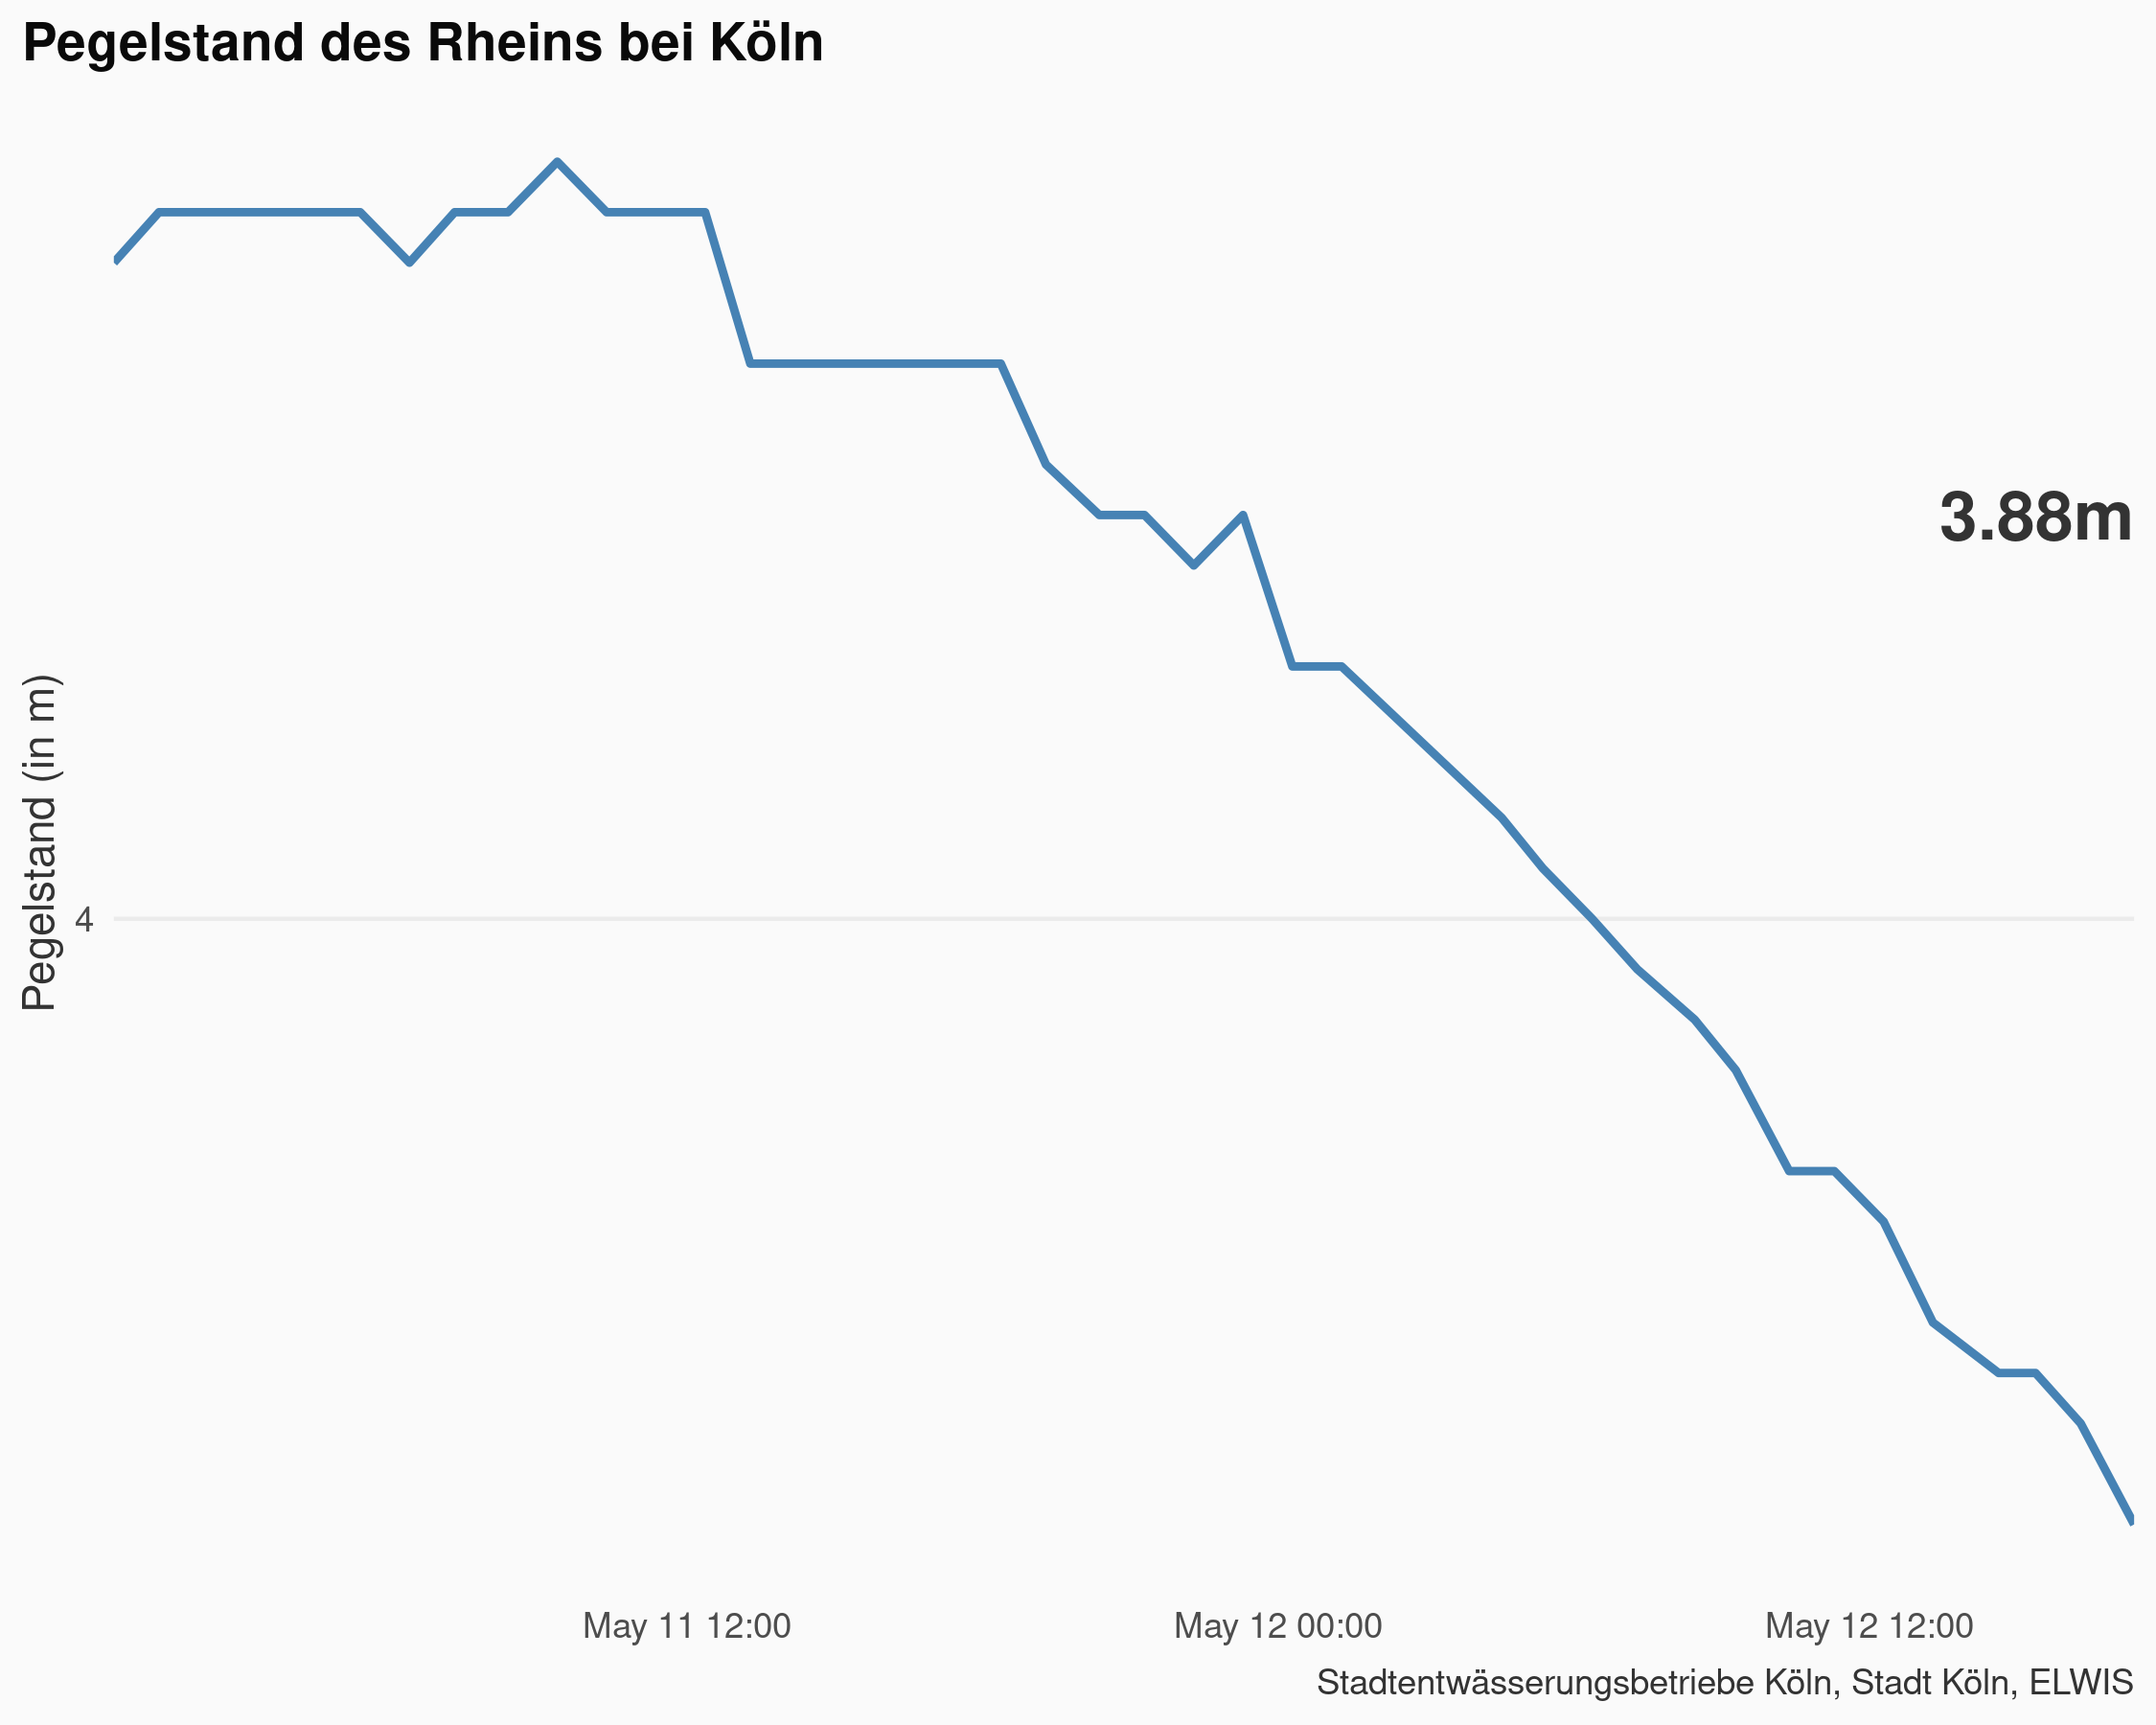 Pegelstand des Rheins bei Köln
3.88m
Pegelstand (in m)
4
May 11 12:00
May 12 00:00
May 12 12:00
Stadtentwässerungsbetriebe Köln, Stadt Köln, ELWIS